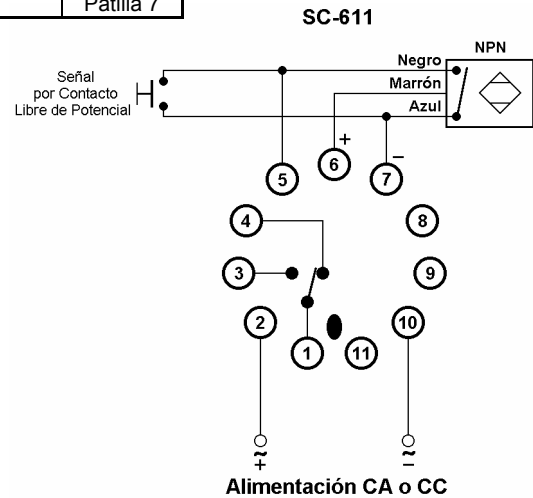 Patilla 7
SC-611
NPN
Negro
Marrón
Azul
Señal
por Contacto
Libre de Potencial
+
−
5
6
7
4
8
3
9
2
10
1
11
~
+
~
−
Alimentación CA o CC